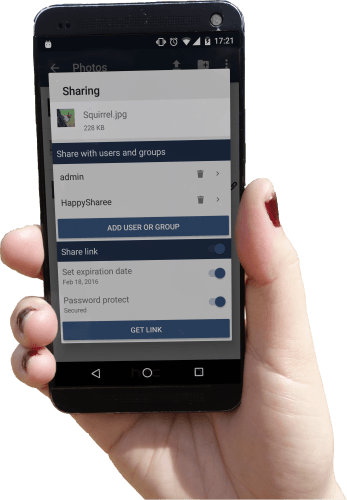 17:21
Photos
Sharing
Squirrel.jpg
228 KB
Share with users and groups
admin
HappySharee
ADD USER OR GROUP
Share link
Set expiration date
Feb 18, 2016
Password protect
Secured
GET LINK